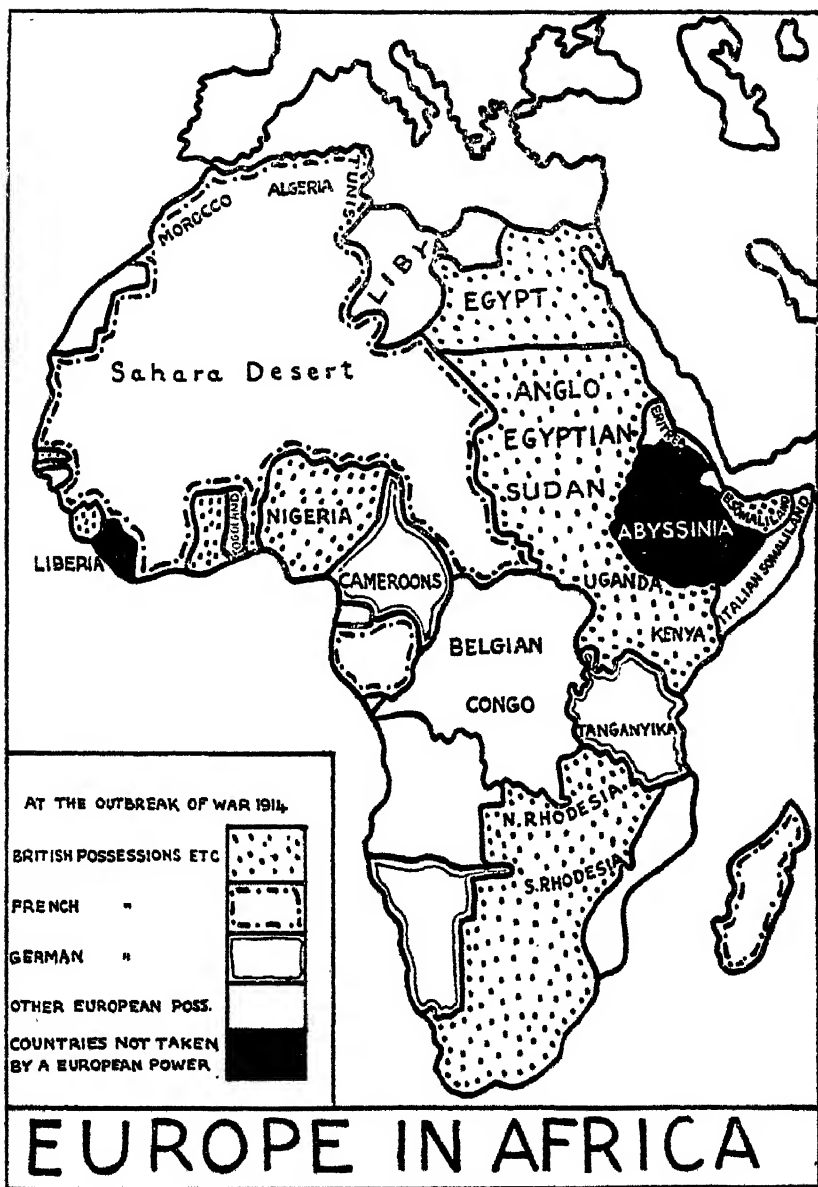 MOROCCO
ALGERIA
TUNIS
LIBYA
EGYPT
Sahara Desert
ANGLO
EGYPTIAN
SUDAN
ERITREA
ABYSSINIA
B.SOMALILAND
ITALIAN SOMALILAND
LIBERIA
TOGOLAND
NIGERIA
CAMEROONS
UGANDA
KENYA
BELGIAN
CONGO
TANGANYIKA
N. RHODESIA
S. RHODESIA
AT THE OUTBREAK OF WAR 1914
BRITISH POSSESSIONS ETC
FRENCH "
GERMAN "
OTHER EUROPEAN POSS.
COUNTRIES NOT TAKEN
BY A EUROPEAN POWER
EUROPE IN AFRICA